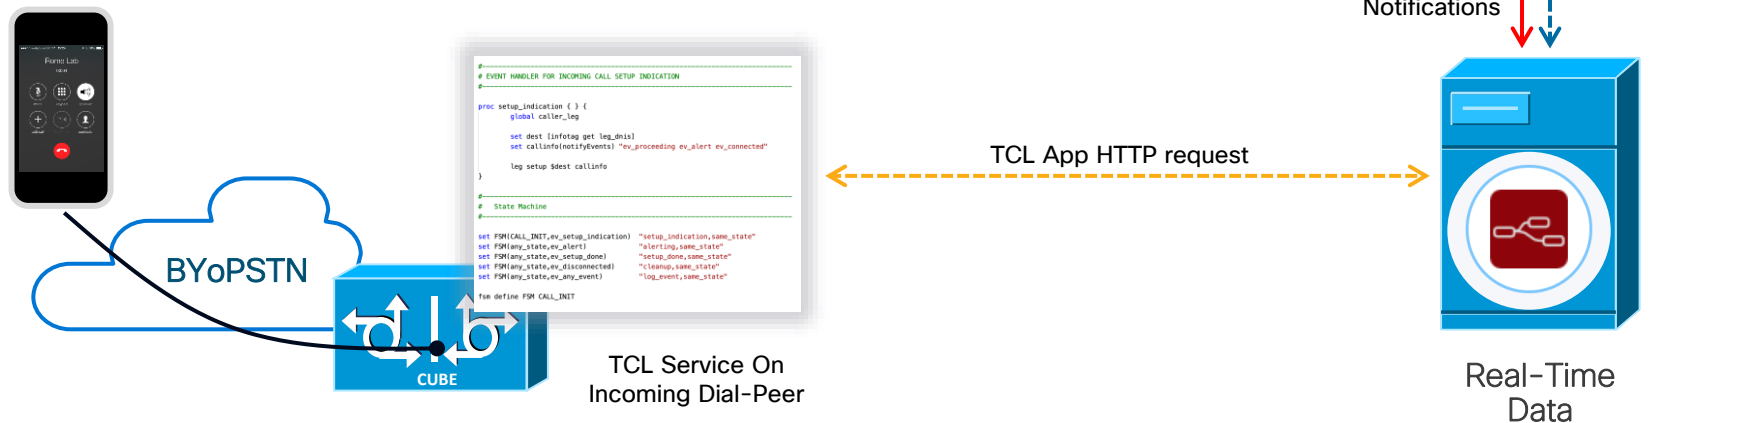 Notifications
Rome Lab
#
# EVENT HANDLER FOR INCOMING CALL SETUP INDICATION
#
proc setup_indication { } {
global caller_leg
set dest [infotag get leg_dnis]
set callinfo(notifyEvents) "ev_proceeding ev_alert ev_connected"
leg setup $dest callinfo
}
#
# State Machine
#
set FSM(CALL_INIT,ev_setup_indication) "setup_indication,same_state"
set FSM(any_state,ev_alert) "alerting,same_state"
set FSM(any_state,ev_setup_done) "setup_done,same_state"
set FSM(any_state,ev_disconnected) "cleanup,same_state"
set FSM(any_state,ev_any_event) "log_event,same_state"
fsm define FSM CALL_INIT
TCL App HTTP request
BYoPSTN
CUBE
TCL Service On
Incoming Dial-Peer
Real-Time
Data